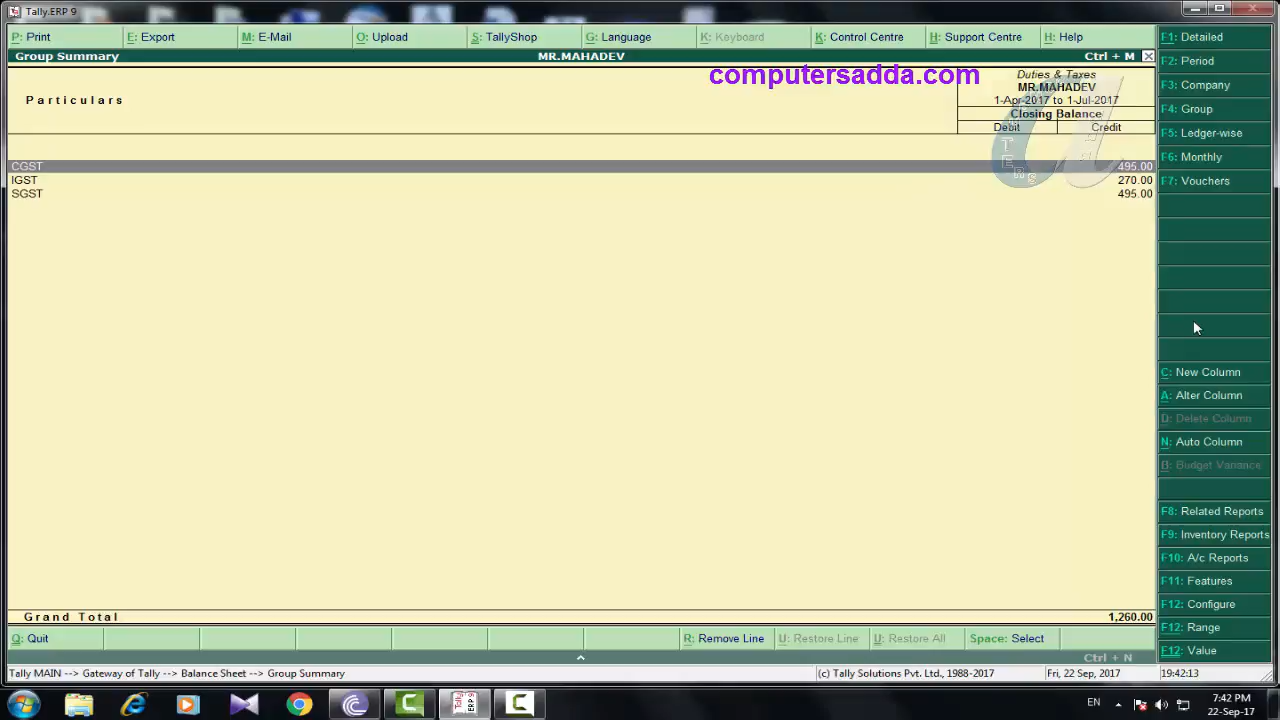 Tally.ERP 9
P: Print E: Export M: E-Mail O: Upload S: TallyShop G: Language K: Keyboard K: Control Centre H: Support Centre H: Help
Group Summary MR.MAHADEV Ctrl + M
computersadda.com
Particulars
Duties & Taxes
MR.MAHADEV
1-Apr-2017 to 1-Jul-2017
Closing Balance
Debit Credit
CGST 495.00
IGST 270.00
SGST 495.00
Grand Total 1,260.00
F1: Detailed
F2: Period
F3: Company
F4: Group
F5: Ledger-wise
F6: Monthly
F7: Vouchers
C: New Column
A: Alter Column
D: Delete Column
N: Auto Column
B: Budget Variance
F8: Related Reports
F9: Inventory Reports
F10: A/c Reports
F11: Features
F12: Configure
F12: Range
F12: Value
Q: Quit R: Remove Line U: Restore Line U: Restore All Space: Select
Ctrl + N
Tally MAIN --> Gateway of Tally --> Balance Sheet --> Group Summary (c) Tally Solutions Pvt. Ltd., 1988-2017 Fri, 22 Sep, 2017 19:42:13
EN 7:42 PM
22-Sep-17